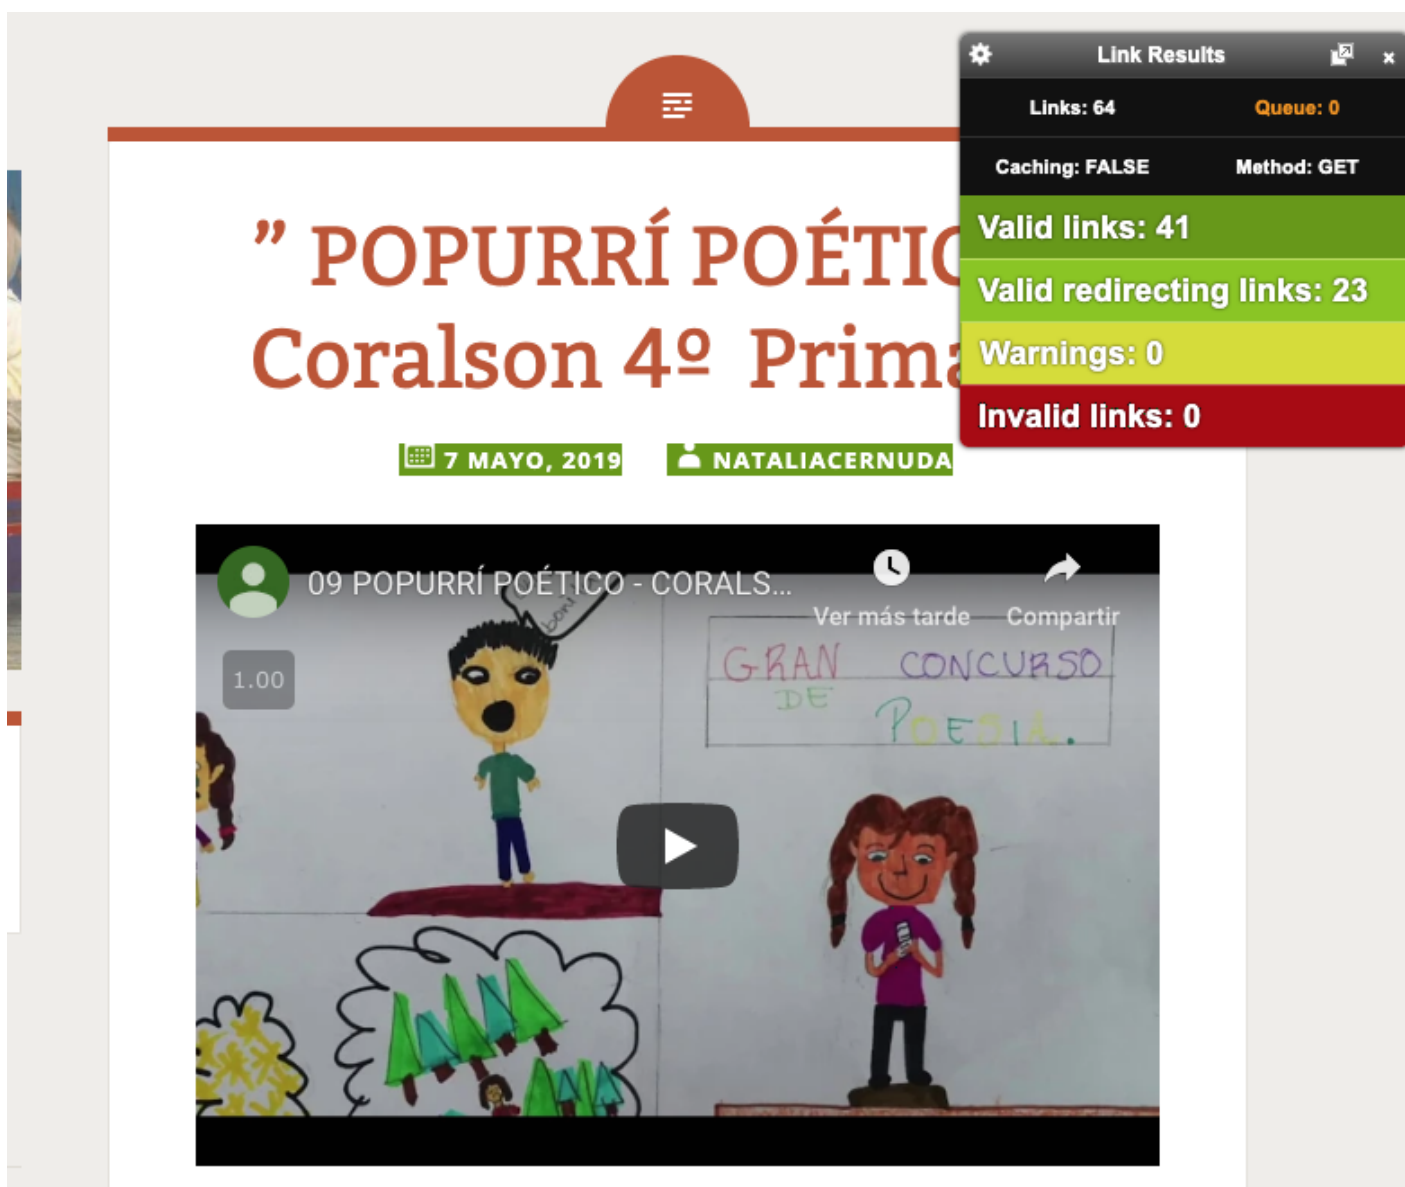 Link Results
Links: 64 Queue: 0
Caching: FALSE Method: GET
Valid links: 41
Valid redirecting links: 23
Warnings: 0
Invalid links: 0
” POPURRÍ POÉTIC
Coralson 4º Prima
7 MAYO, 2019 NATALIACERNUDA
09 POPURRÍ POÉTICO - CORALS...
Ver más tarde Compartir
1.00
GRAN CONCURSO
DE POESIA.